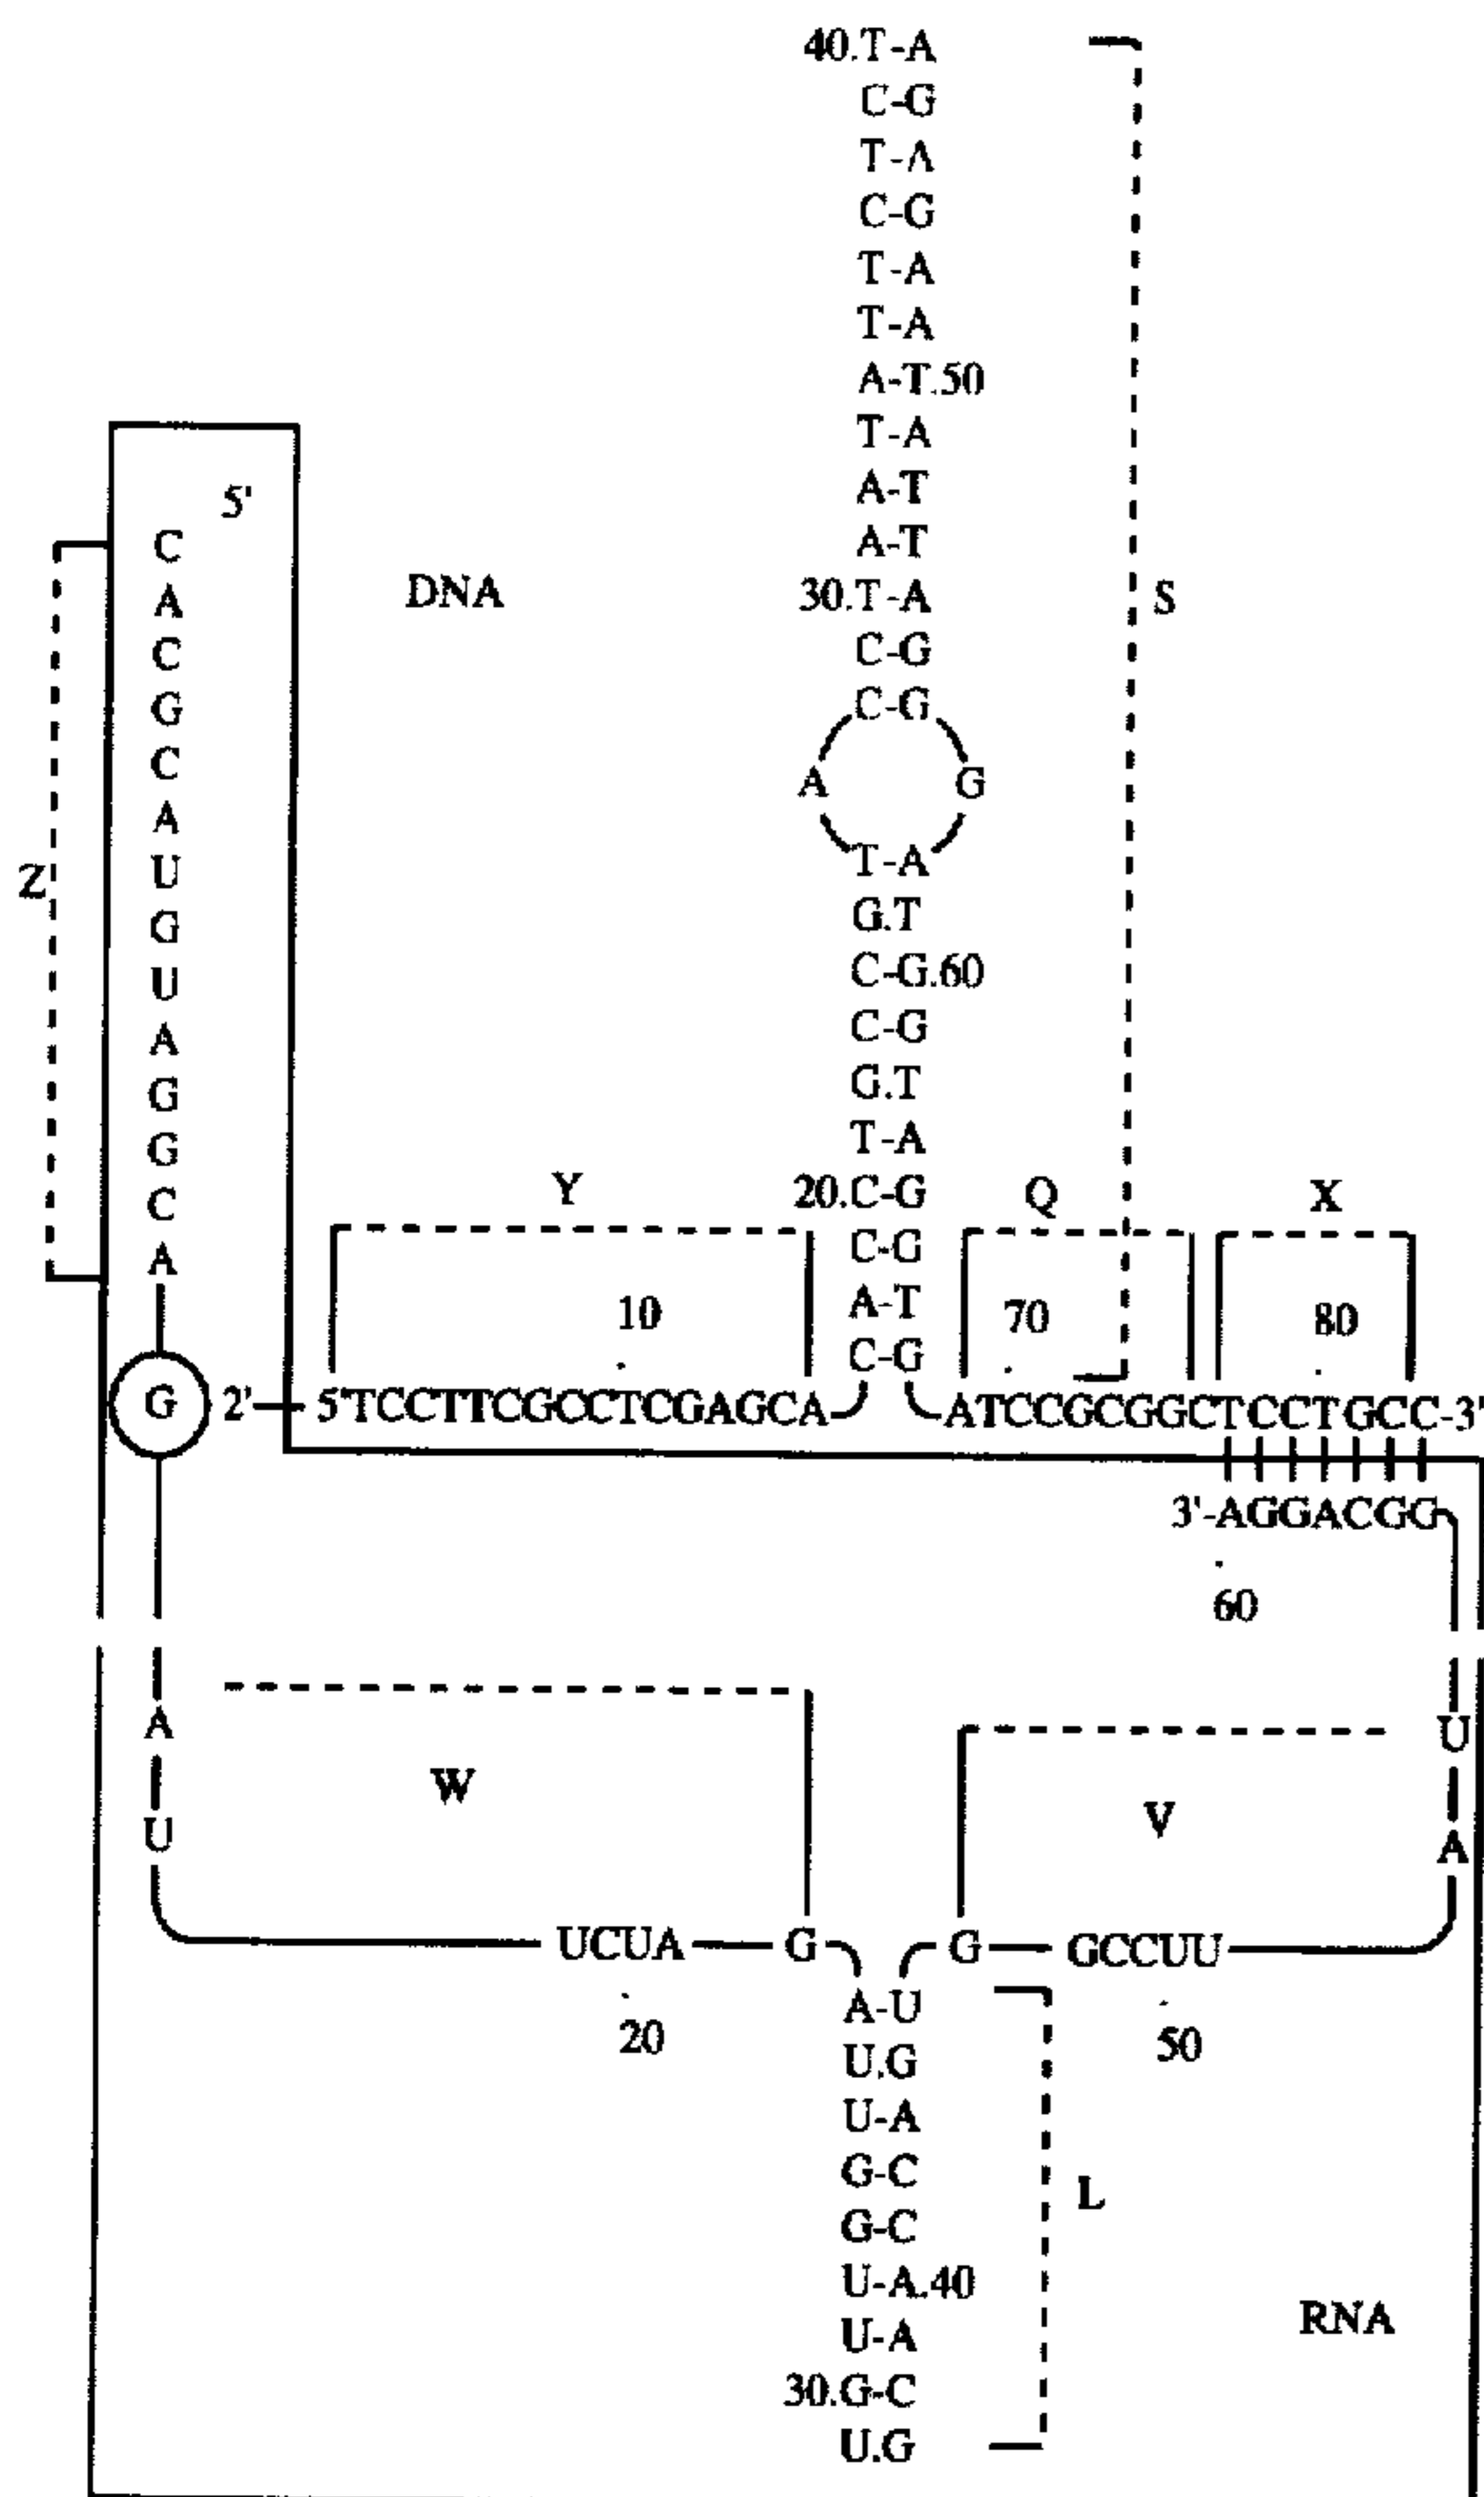 40.T-A
C-G
T-A
C-G
T-A
T-A
A-T.50
T-A
A-T
A-T
30.T-A
C-G
C-G
A G
T-A
G.T
C-G.60
C-G
G.T
T-A
20.C-G
C-G
A-T
C-G
S
5'
C
A
C
G
C
A
U
G
U
A
G
G
C
A
Z
DNA
Y
Q
X
10
70
80
G 2' 5'TCCTTCGCCTCGAGCA ATCCGCGGCTCCTGCC-3'
3'-AGGACGG
60
A
U
W
V
U
A
UCUA G G GCCUU
20
50
A-U
U.G
U-A
G-C
G-C
U-A.40
U-A
30.G-C
U.G
L
RNA